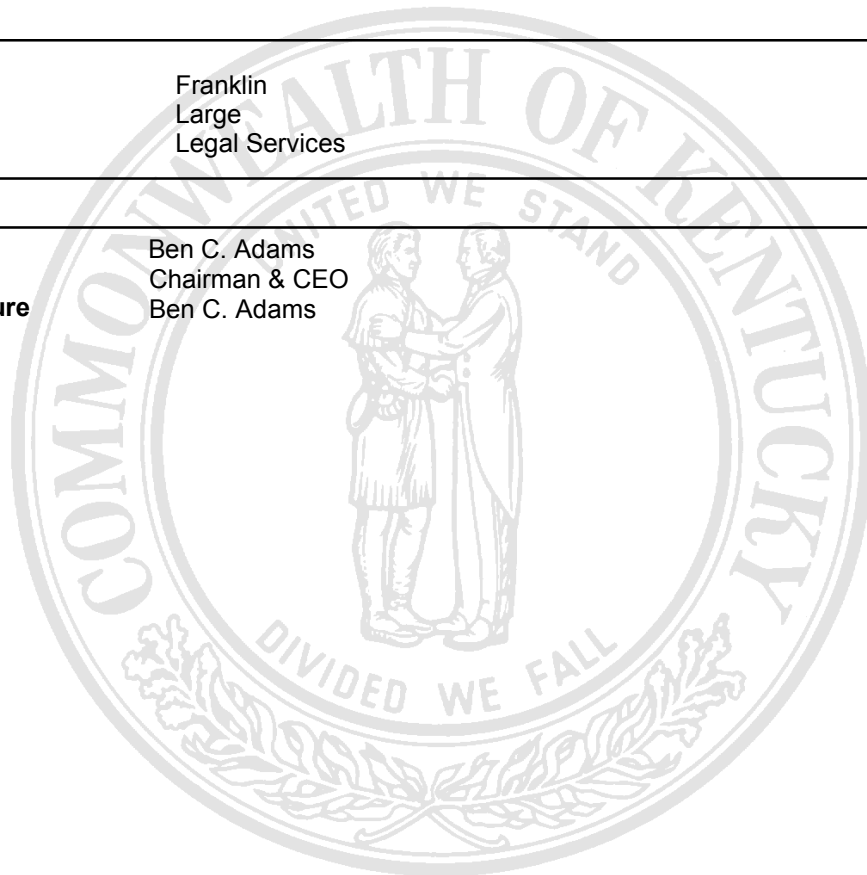 Franklin
Large
Legal Services
Ben C. Adams
Chairman & CEO
ure Ben C. Adams
COMMONWEALTH OF KENTUCKY
UNITED WE STAND
DIVIDED WE FALL